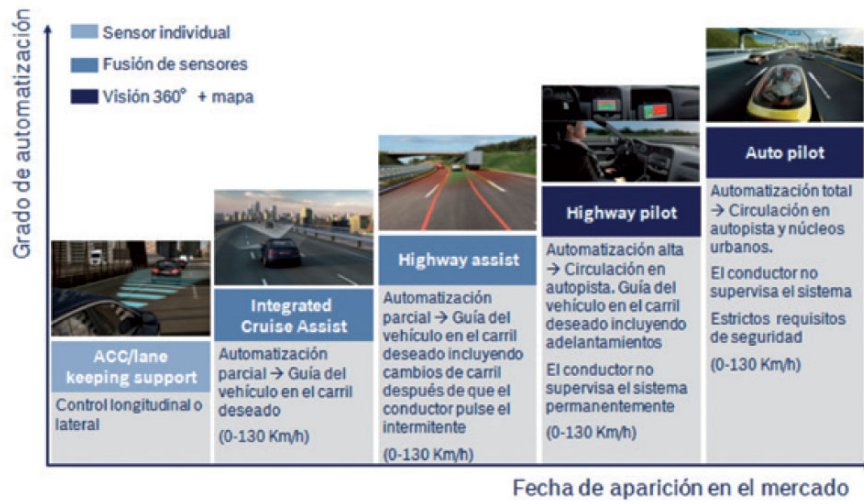 Grado de automatización
Sensor individual
Fusión de sensores
Visión 360° + mapa
ACC/lane
keeping support
Control longitudinal o
lateral
Integrated
Cruise Assist
Automatización
parcial → Guía del
vehículo en el carril
deseado
(0-130 Km/h)
Highway assist
Automatización
parcial → Guía del
vehículo en el carril
deseado incluyendo
cambios de carril
después de que el
conductor pulse el
intermitente
(0-130 Km/h)
Highway pilot
Automatización alta
→ Circulación en
autopista. Guía del
vehículo en el carril
deseado incluyendo
adelantamientos
El conductor no
supervisa el sistema
permanentemente
(0-130 Km/h)
Auto pilot
Automatización total
→ Circulación en
autopista y núcleos
urbanos.
El conductor no
supervisa el sistema
Estrictos requisitos
de seguridad
(0-130 Km/h)
Fecha de aparición en el mercado